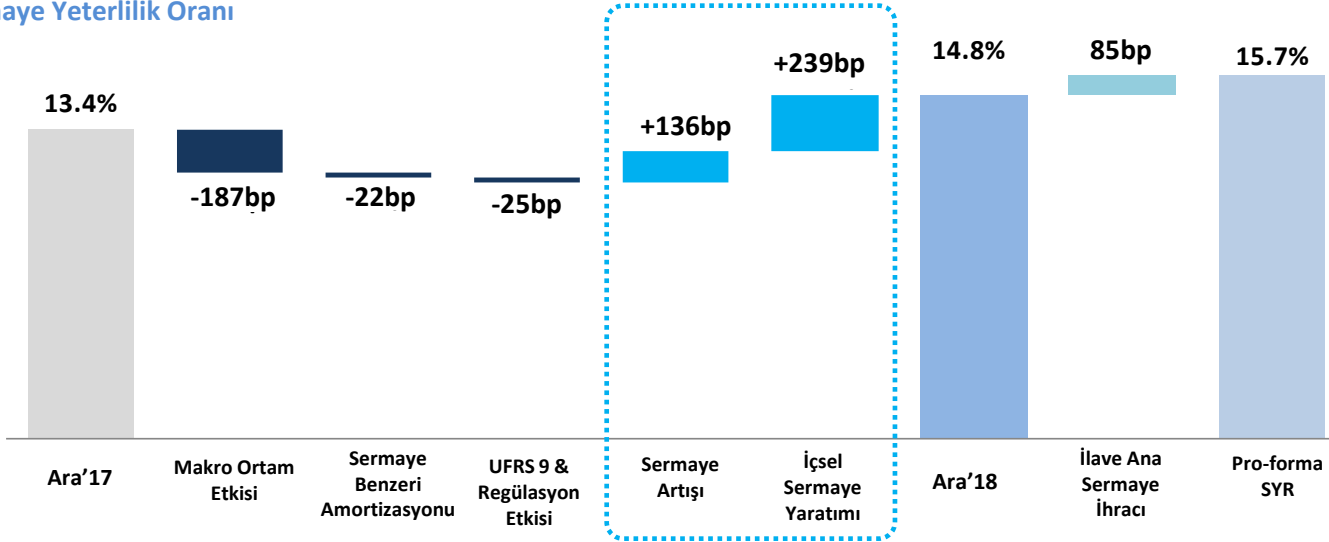 Yeterlilik Oranı
13.4%
-187bp
-22bp
-25bp
+136bp
+239bp
14.8%
85bp
15.7%
Ara’17
Makro Ortam
Etkisi
Sermaye
Benzeri
Amortizasyonu
UFRS 9 &
Regülasyon
Etkisi
Sermaye
Artışı
İçsel
Sermaye
Yaratımı
Ara’18
İlave Ana
Sermaye
İhracı
Pro-forma
SYR